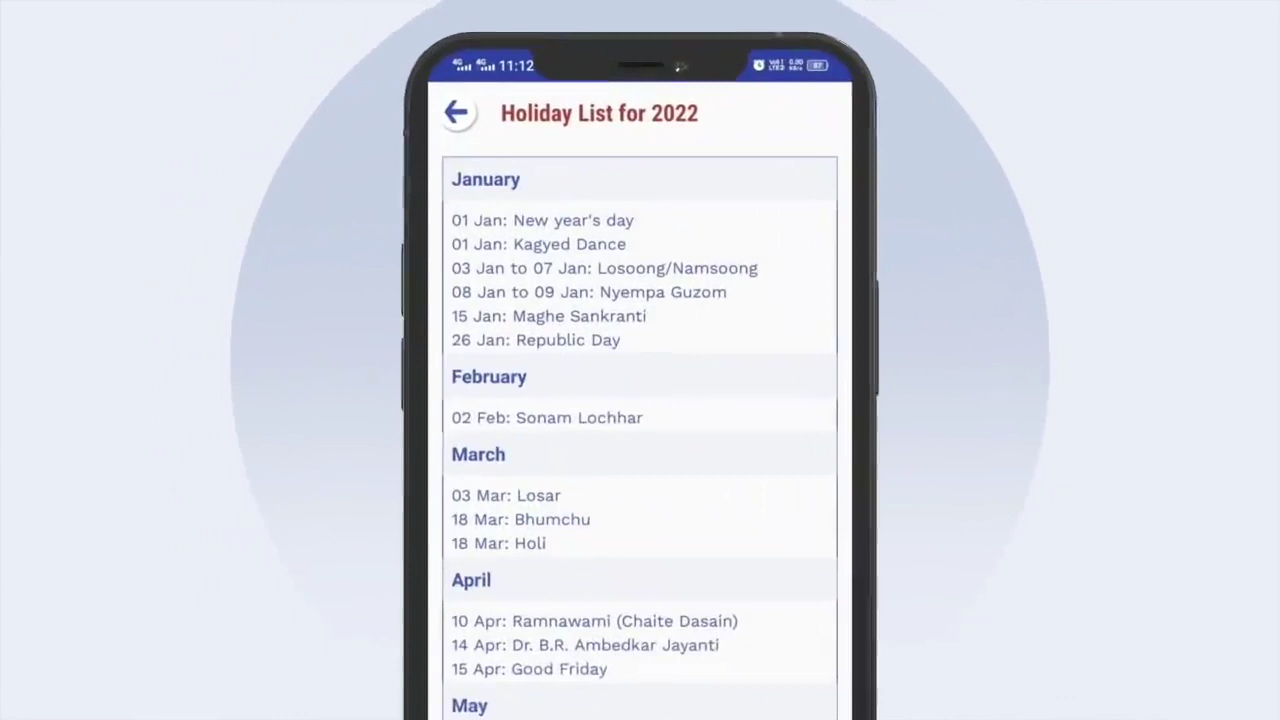 4G 4G 11:12 87
Holiday List for 2022
January
01 Jan: New year's day
01 Jan: Kagyed Dance
03 Jan to 07 Jan: Losoong/Namsoong
08 Jan to 09 Jan: Nyempa Guzom
15 Jan: Maghe Sankranti
26 Jan: Republic Day
February
02 Feb: Sonam Lochhar
March
03 Mar: Losar
18 Mar: Bhumchu
18 Mar: Holi
April
10 Apr: Ramnawami (Chaite Dasain)
14 Apr: Dr. B.R. Ambedkar Jayanti
15 Apr: Good Friday
May